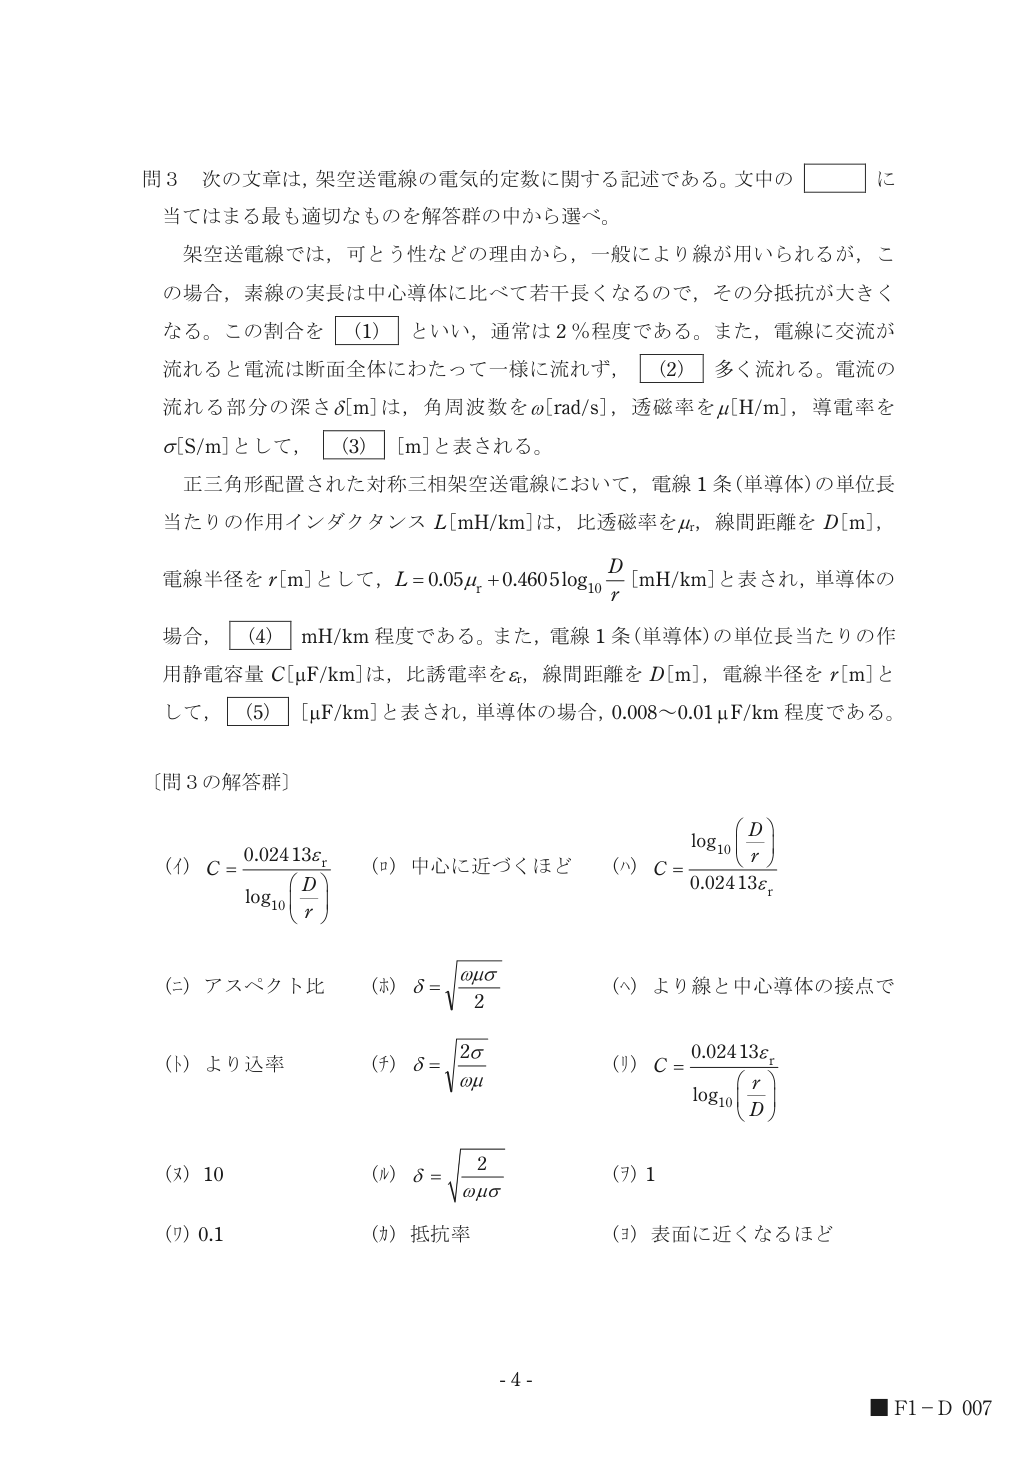 問３　次の文章は，架空送電線の電気的定数に関する記述である。文中の　　　に
当てはまる最も適切なものを解答群の中から選べ。
架空送電線では，可とう性などの理由から，一般により線が用いられるが，こ
の場合，素線の実長は中心導体に比べて若干長くなるので，その分抵抗が大きく
なる。この割合を (1) といい，通常は２％程度である。また，電線に交流が
流れると電流は断面全体にわたって一様に流れず， (2) 多く流れる。電流の
流れる部分の深さδ[m]は，角周波数をω[rad/s]，透磁率をμ[H/m]，導電率を
σ[S/m]として， (3) [m]と表される。
正三角形配置された対称三相架空送電線において，電線１条(単導体)の単位長
当たりの作用インダクタンス L[mH/km]は，比透磁率をμr，線間距離を D[m]，
電線半径を r[m]として，L=0.05μr+0.4605log10 D/r [mH/km]と表され，単導体の
場合， (4) mH/km 程度である。また，電線１条(単導体)の単位長当たりの作
用静電容量 C[μF/km]は，比誘電率をεr，線間距離を D[m]，電線半径を r[m]と
して， (5) [μF/km]と表され，単導体の場合，0.008～0.01μF/km 程度である。
〔問３の解答群〕
(イ) C=0.02413εr/log10(D/r)　(ロ) 中心に近づくほど　(ハ) C=log10(D/r)/0.02413εr
(ニ) アスペクト比　(ホ) δ=√(ωμσ/2)　(ヘ) より線と中心導体の接点で
(ト) より込率　(チ) δ=√(2σ/ωμ)　(リ) C=0.02413εr/log10(r/D)
(ヌ) 10　(ル) δ=√(2/ωμσ)　(ヲ) 1
(ワ) 0.1　(カ) 抵抗率　(ヨ) 表面に近くなるほど
- 4 -
■ F1－D 007